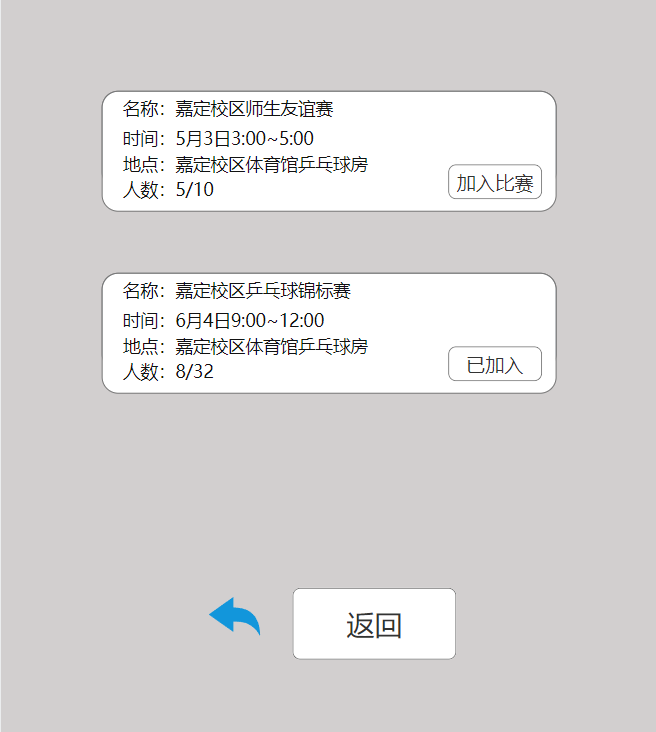 名称：嘉定校区师生友谊赛
时间：5月3日3:00~5:00
地点：嘉定校区体育馆乒乓球房
人数：5/10
加入比赛
名称：嘉定校区乒乓球锦标赛
时间：6月4日9:00~12:00
地点：嘉定校区体育馆乒乓球房
人数：8/32
已加入
返回